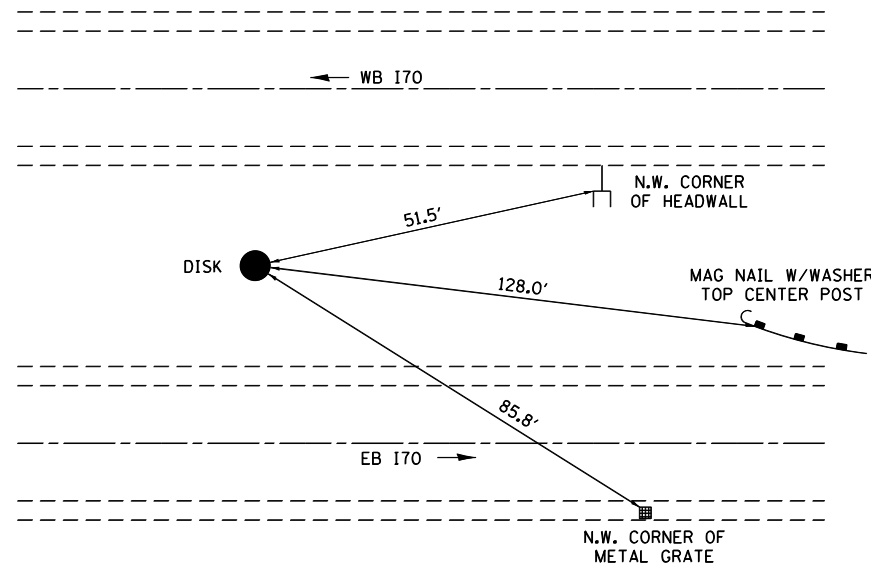 WB I70
N.W. CORNER
OF HEADWALL
51.5'
DISK
MAG NAIL W/WASHER
TOP CENTER POST
128.0'
85.8'
EB I70
N.W. CORNER OF
METAL GRATE